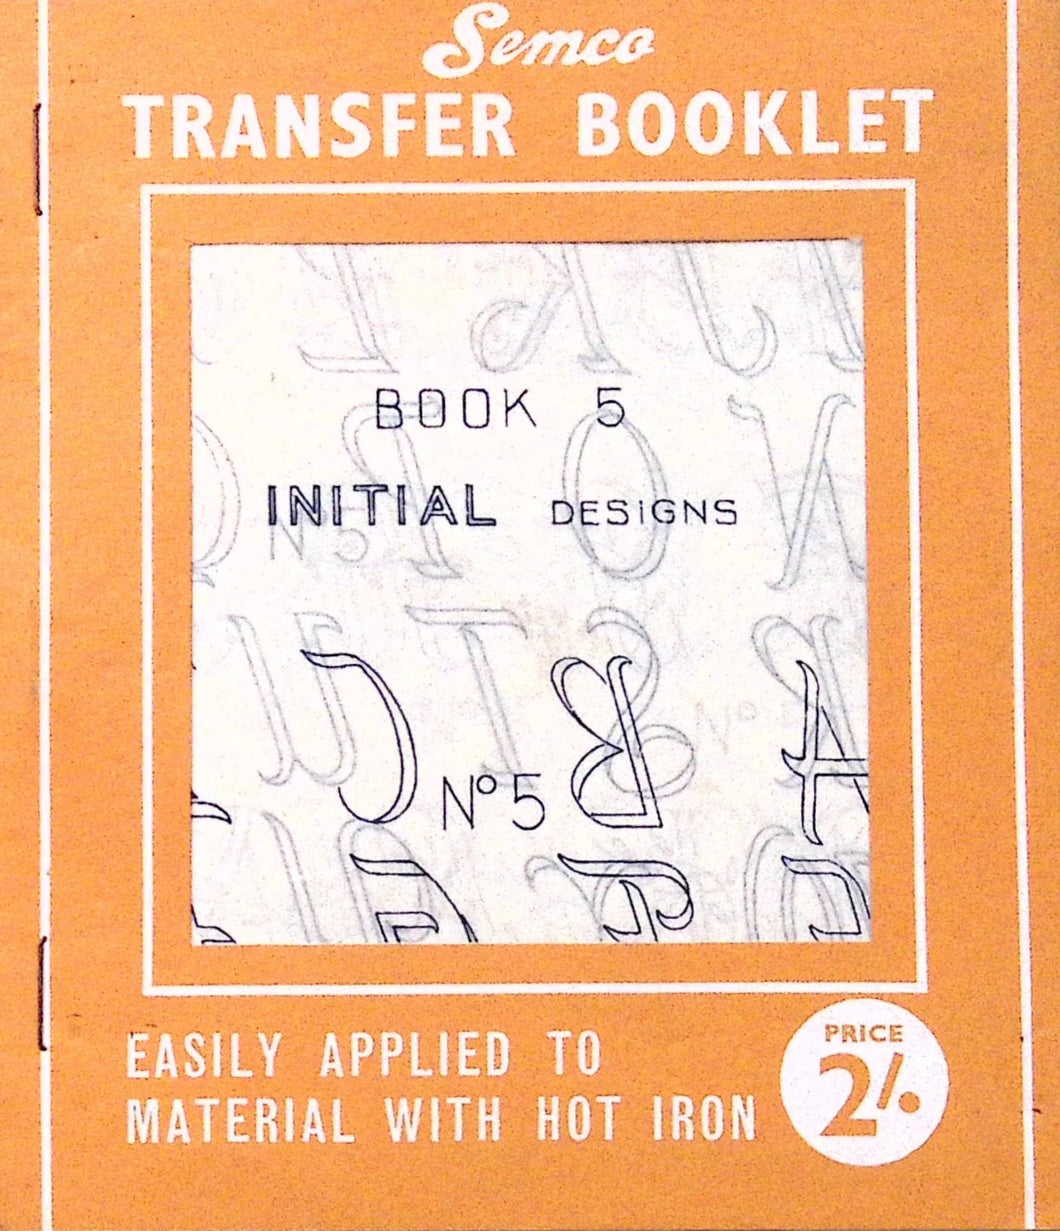 Semco
TRANSFER BOOKLET
BOOK 5
INITIAL DESIGNS
Nº5
C B A
EASILY APPLIED TO
MATERIAL WITH HOT IRON
PRICE
2/.